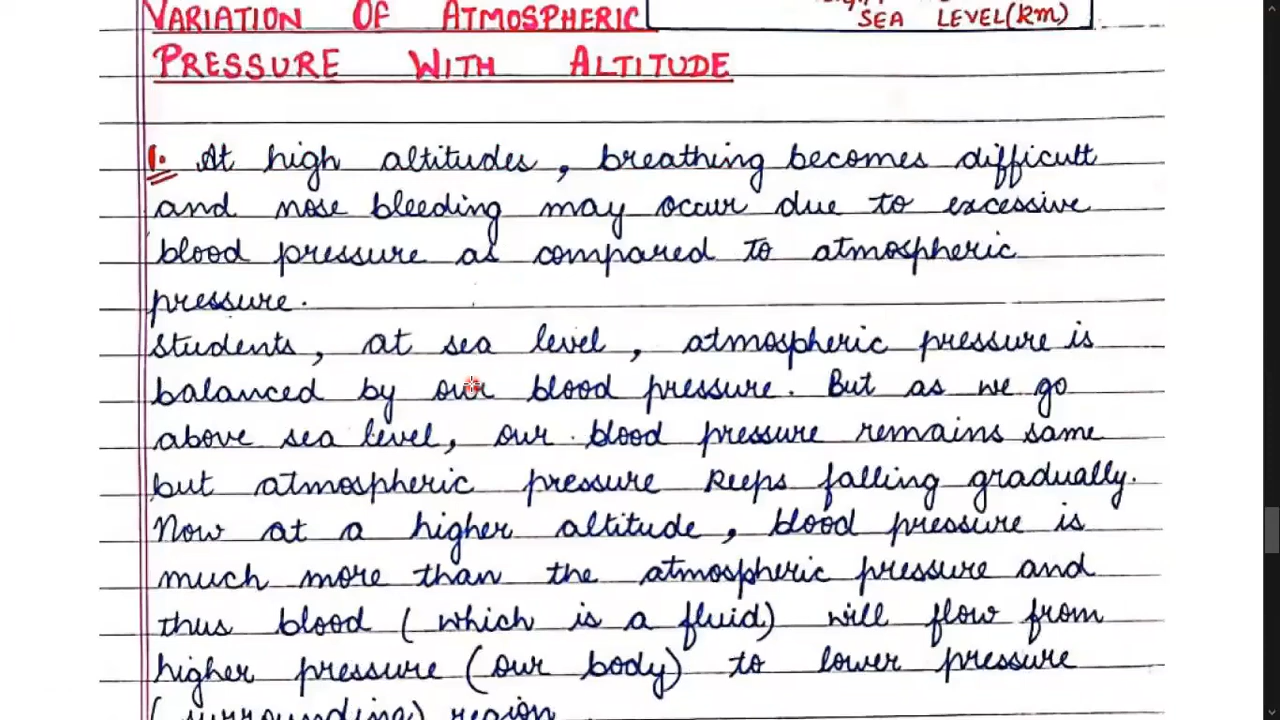 VARIATION OF ATMOSPHERIC
SEA LEVEL(km)
PRESSURE WITH ALTITUDE
1. At high altitudes, breathing becomes difficult
and nose bleeding may occur due to excessive
blood pressure as compared to atmospheric
pressure.
Students, at sea level, atmospheric pressure is
balanced by our blood pressure. But as we go
above sea level, our blood pressure remains same
but atmospheric pressure keeps falling gradually.
Now at a higher altitude, blood pressure is
much more than the atmospheric pressure and
thus blood (which is a fluid) will flow from
higher pressure (our body) to lower pressure
(surrounding) region